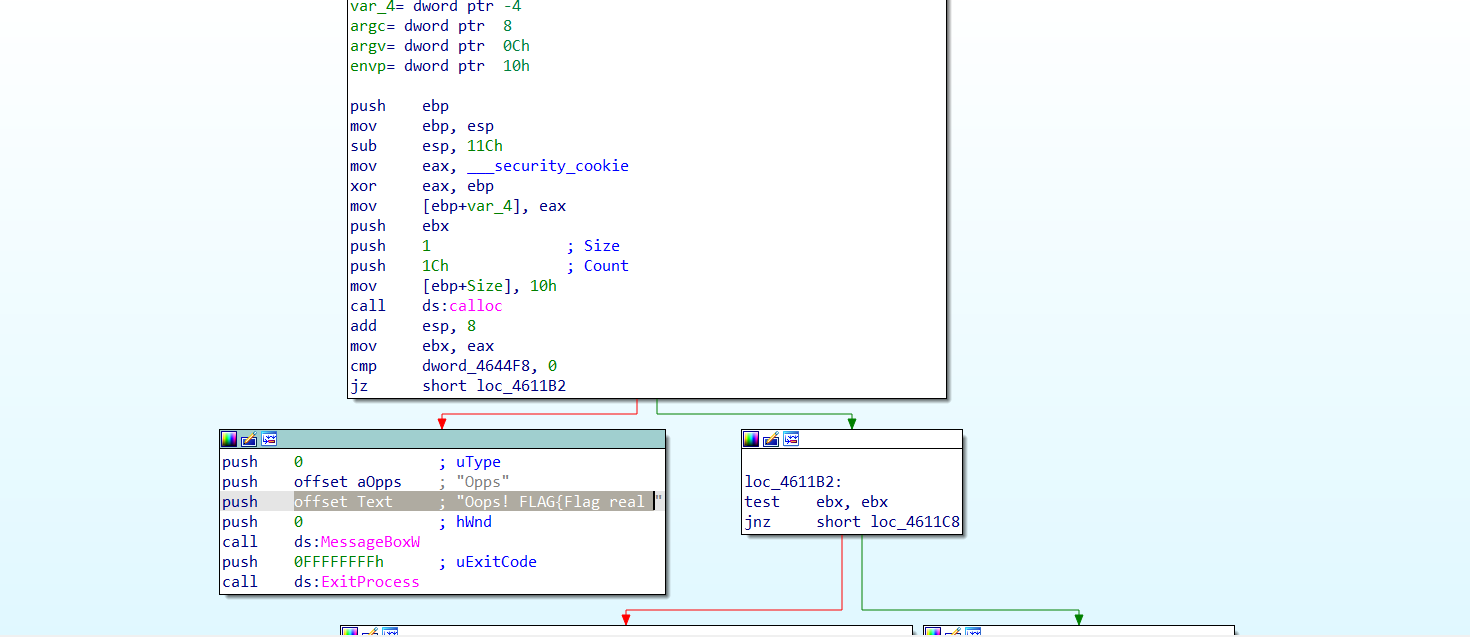 var_4= dword ptr -4
argc= dword ptr  8
argv= dword ptr  0Ch
envp= dword ptr  10h
push    ebp
mov     ebp, esp
sub     esp, 11Ch
mov     eax, ___security_cookie
xor     eax, ebp
mov     [ebp+var_4], eax
push    ebx
push    1               ; Size
push    1Ch             ; Count
mov     [ebp+Size], 10h
call    ds:calloc
add     esp, 8
mov     ebx, eax
cmp     dword_4644F8, 0
jz      short loc_4611B2
push    0               ; uType
push    offset aOpps    ; "Opps"
push    offset Text     ; "Oops! FLAG{Flag real "
push    0               ; hWnd
call    ds:MessageBoxW
push    0FFFFFFFFh      ; uExitCode
call    ds:ExitProcess
loc_4611B2:
test    ebx, ebx
jnz     short loc_4611C8